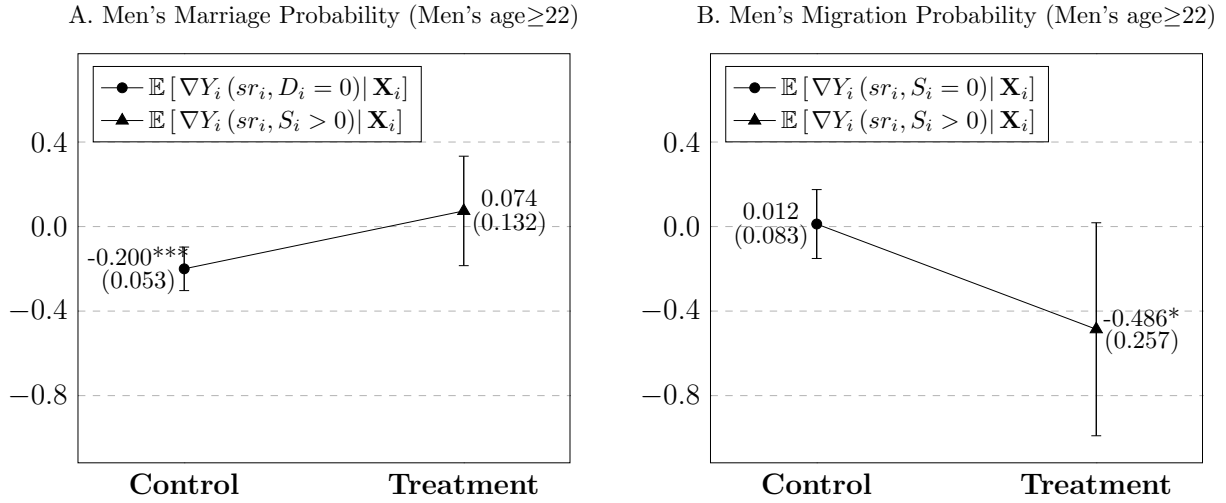 A. Men's Marriage Probability (Men's age≥22)
𝔼 [ ∇Y_i (sr_i, D_i = 0)| X_i]
𝔼 [ ∇Y_i (sr_i, S_i > 0)| X_i]
0.4
0.0
−0.4
−0.8
-0.200***
(0.053)
0.074
(0.132)
Control
Treatment
B. Men's Migration Probability (Men's age≥22)
𝔼 [ ∇Y_i (sr_i, S_i = 0)| X_i]
𝔼 [ ∇Y_i (sr_i, S_i > 0)| X_i]
0.4
0.0
−0.4
−0.8
0.012
(0.083)
-0.486*
(0.257)
Control
Treatment